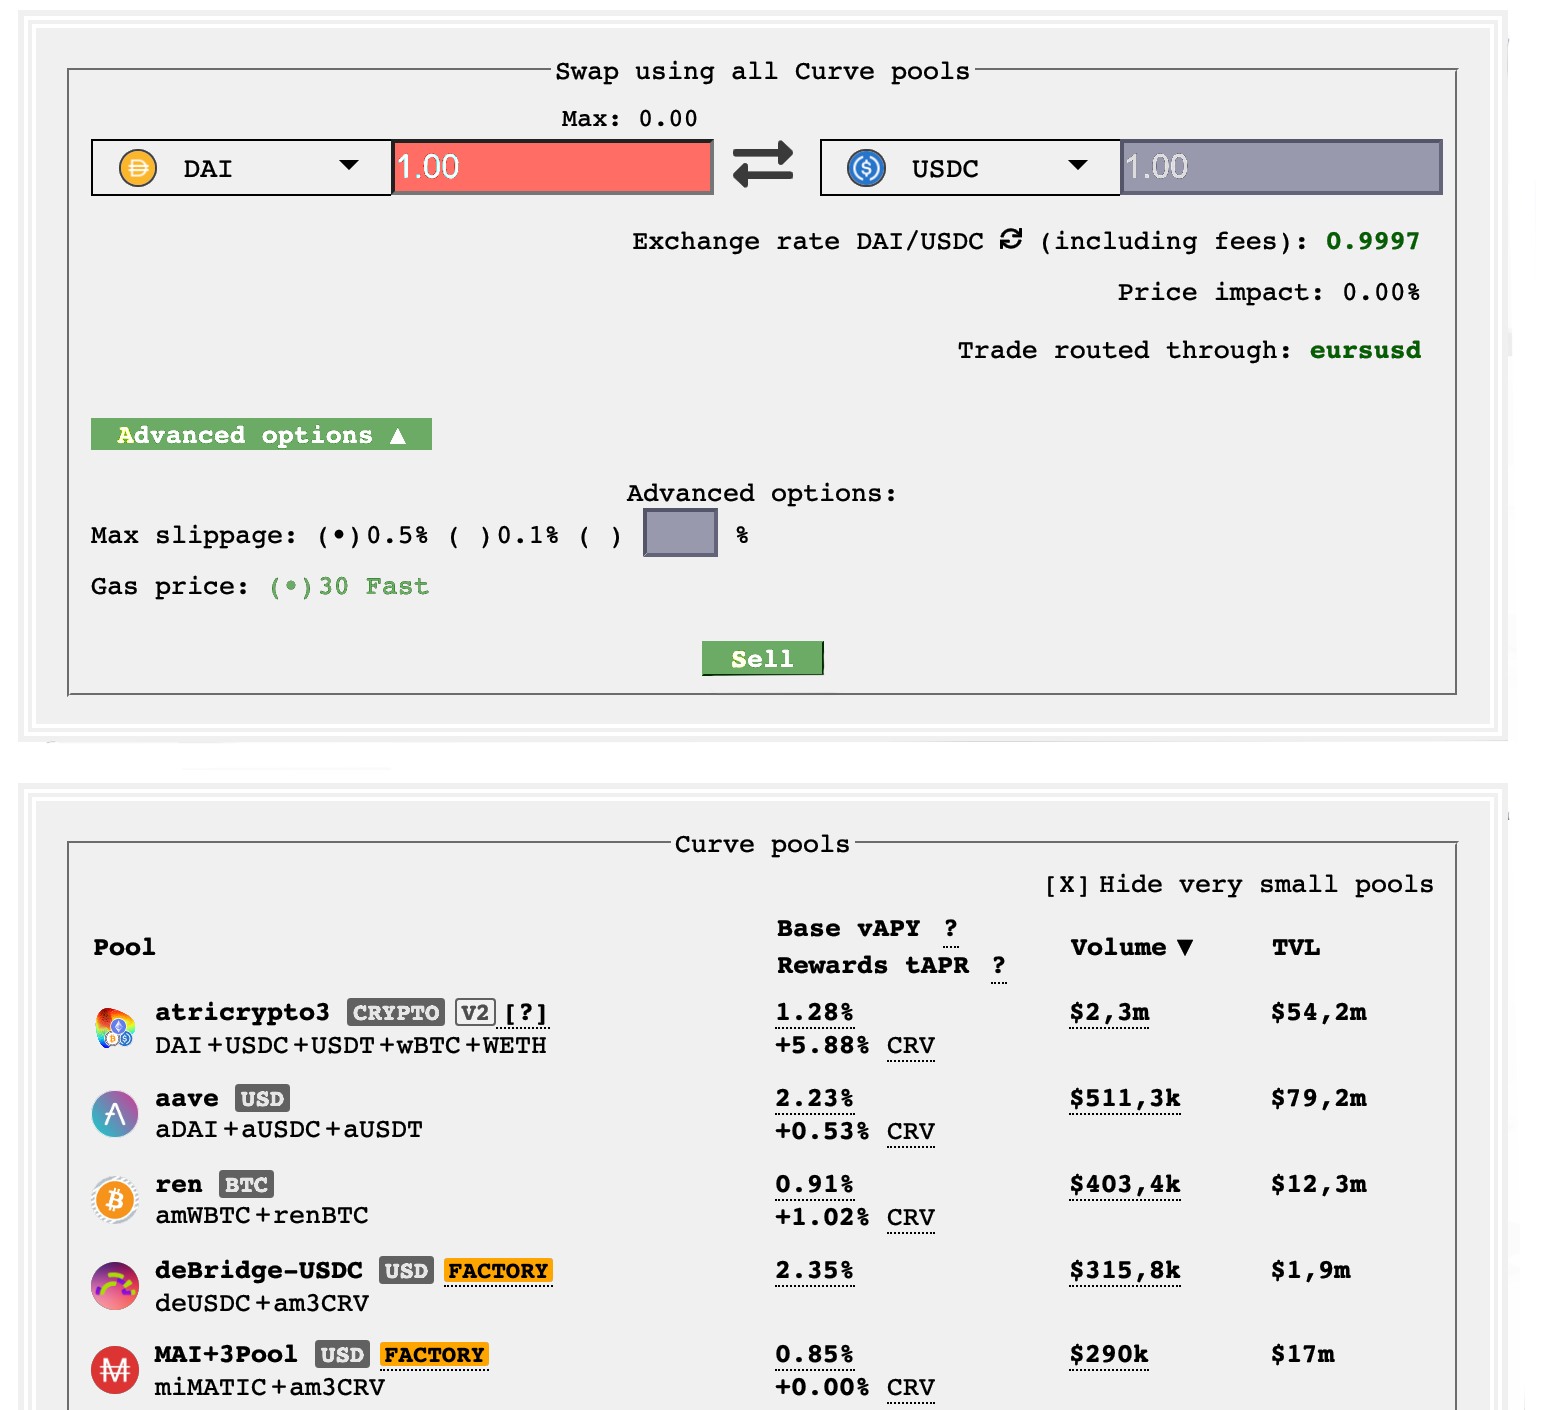 Swap using all Curve pools
Max: 0.00
DAI 1.00 USDC 1.00
Exchange rate DAI/USDC (including fees): 0.9997
Price impact: 0.00%
Trade routed through: eursusd
Advanced options ▲
Advanced options:
Max slippage: (•)0.5% ( )0.1% ( ) %
Gas price: (•)30 Fast
Sell
Curve pools
[X] Hide very small pools
Pool Base vAPY ? Volume ▼ TVL
Rewards tAPR ?
atricrypto3 CRYPTO V2 [?] 1.28% $2,3m $54,2m
DAI+USDC+USDT+wBTC+WETH +5.88% CRV
aave USD 2.23% $511,3k $79,2m
aDAI+aUSDC+aUSDT +0.53% CRV
ren BTC 0.91% $403,4k $12,3m
amWBTC+renBTC +1.02% CRV
deBridge-USDC USD FACTORY 2.35% $315,8k $1,9m
deUSDC+am3CRV
MAI+3Pool USD FACTORY 0.85% $290k $17m
miMATIC+am3CRV +0.00% CRV